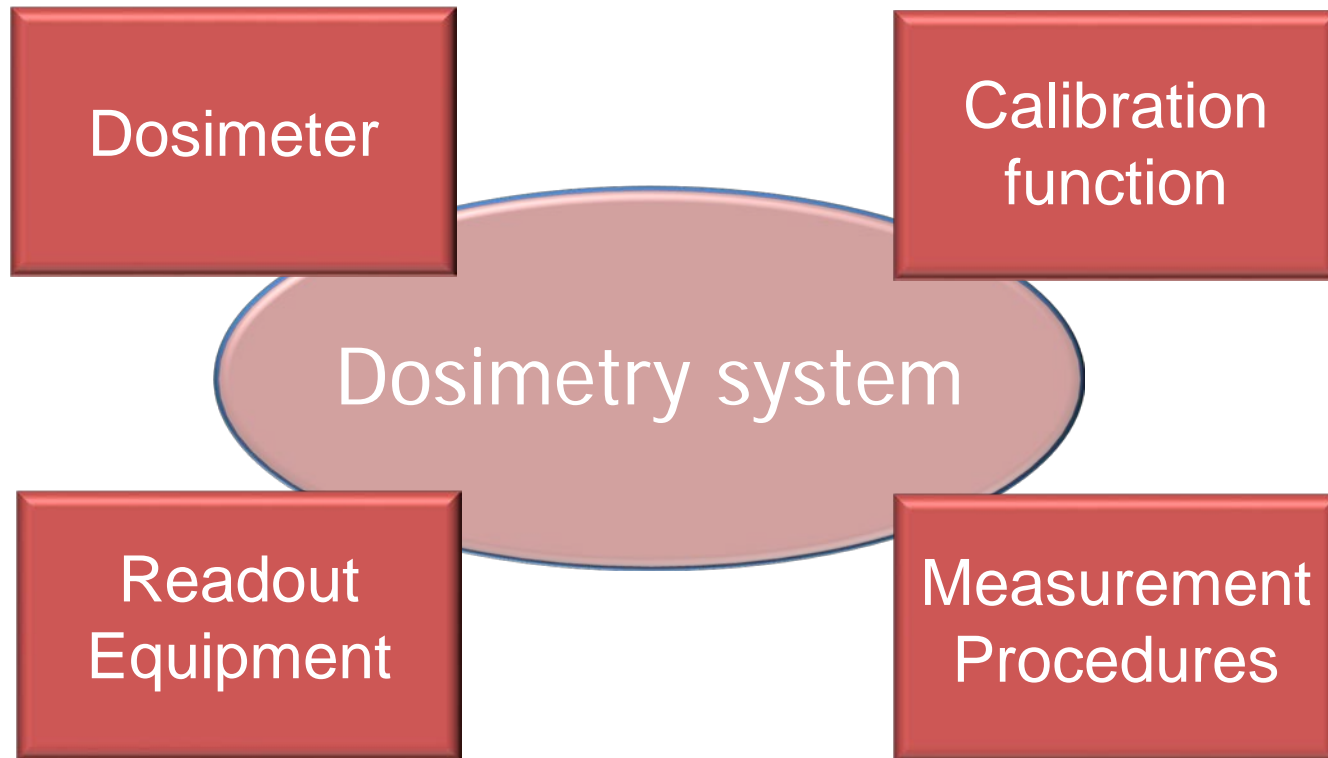 Dosimeter
Calibration
function
Dosimetry system
Readout
Equipment
Measurement
Procedures